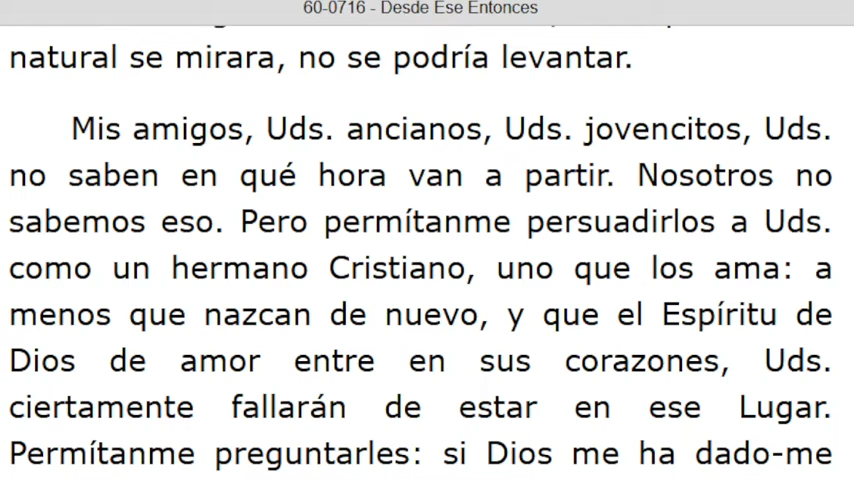 60-0716 - Desde Ese Entonces
natural se mirara, no se podría levantar.
Mis amigos, Uds. ancianos, Uds. jovencitos, Uds.
no saben en qué hora van a partir. Nosotros no
sabemos eso. Pero permítanme persuadirlos a Uds.
como un hermano Cristiano, uno que los ama: a
menos que nazcan de nuevo, y que el Espíritu de
Dios de amor entre en sus corazones, Uds.
ciertamente fallarán de estar en ese Lugar.
Permítanme preguntarles: si Dios me ha dado-me